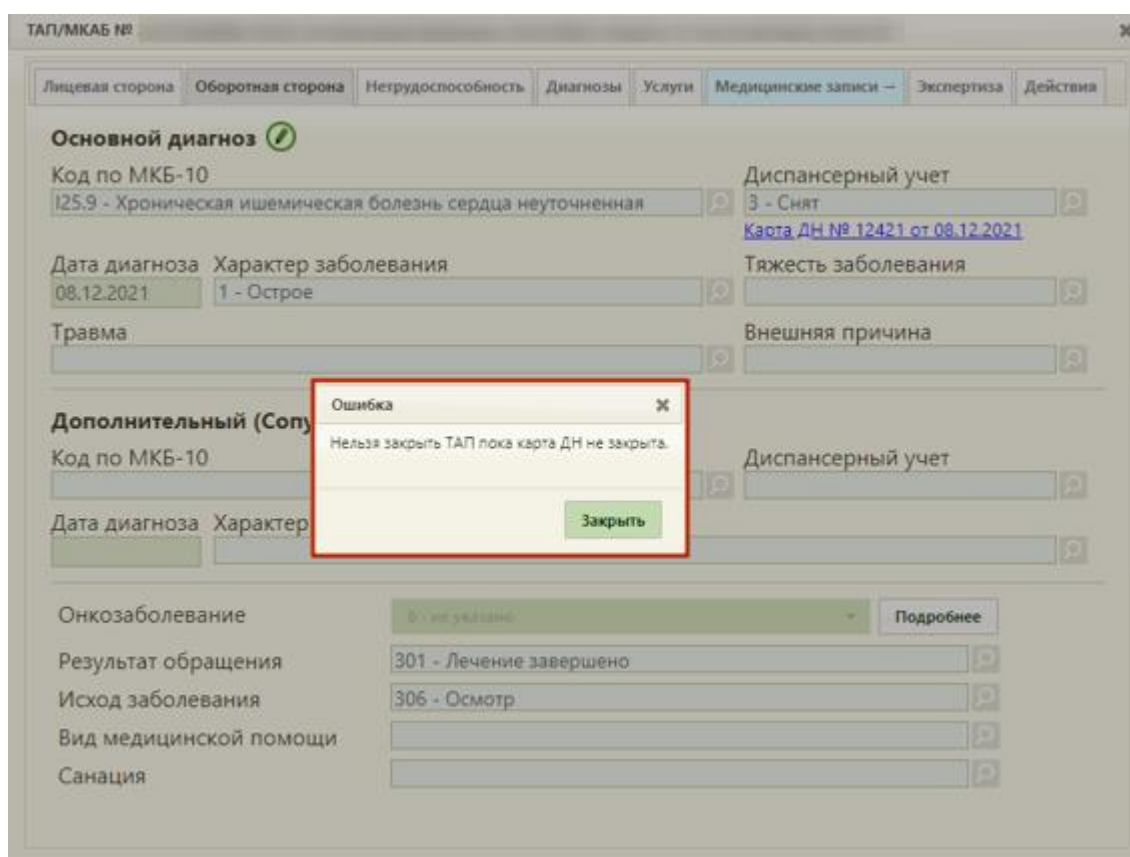 ТАП/МКАБ №
Лицевая сторона Оборотная сторона Нетрудоспособность Диагнозы Услуги Медицинские записи – Экспертиза Действия
Основной диагноз
Код по МКБ-10 Диспансерный учет
I25.9 - Хроническая ишемическая болезнь сердца неуточненная 3 - Снят
Карта ДН № 12421 от 08.12.2021
Дата диагноза Характер заболевания Тяжесть заболевания
08.12.2021 1 - Острое
Травма Внешняя причина
Ошибка
Нельзя закрыть ТАП пока карта ДН не закрыта.
Закрыть
Дополнительный (Сопу
Код по МКБ-10 Диспансерный учет
Дата диагноза Характер
Онкозаболевание 0 - не указано Подробнее
Результат обращения 301 - Лечение завершено
Исход заболевания 306 - Осмотр
Вид медицинской помощи
Санация